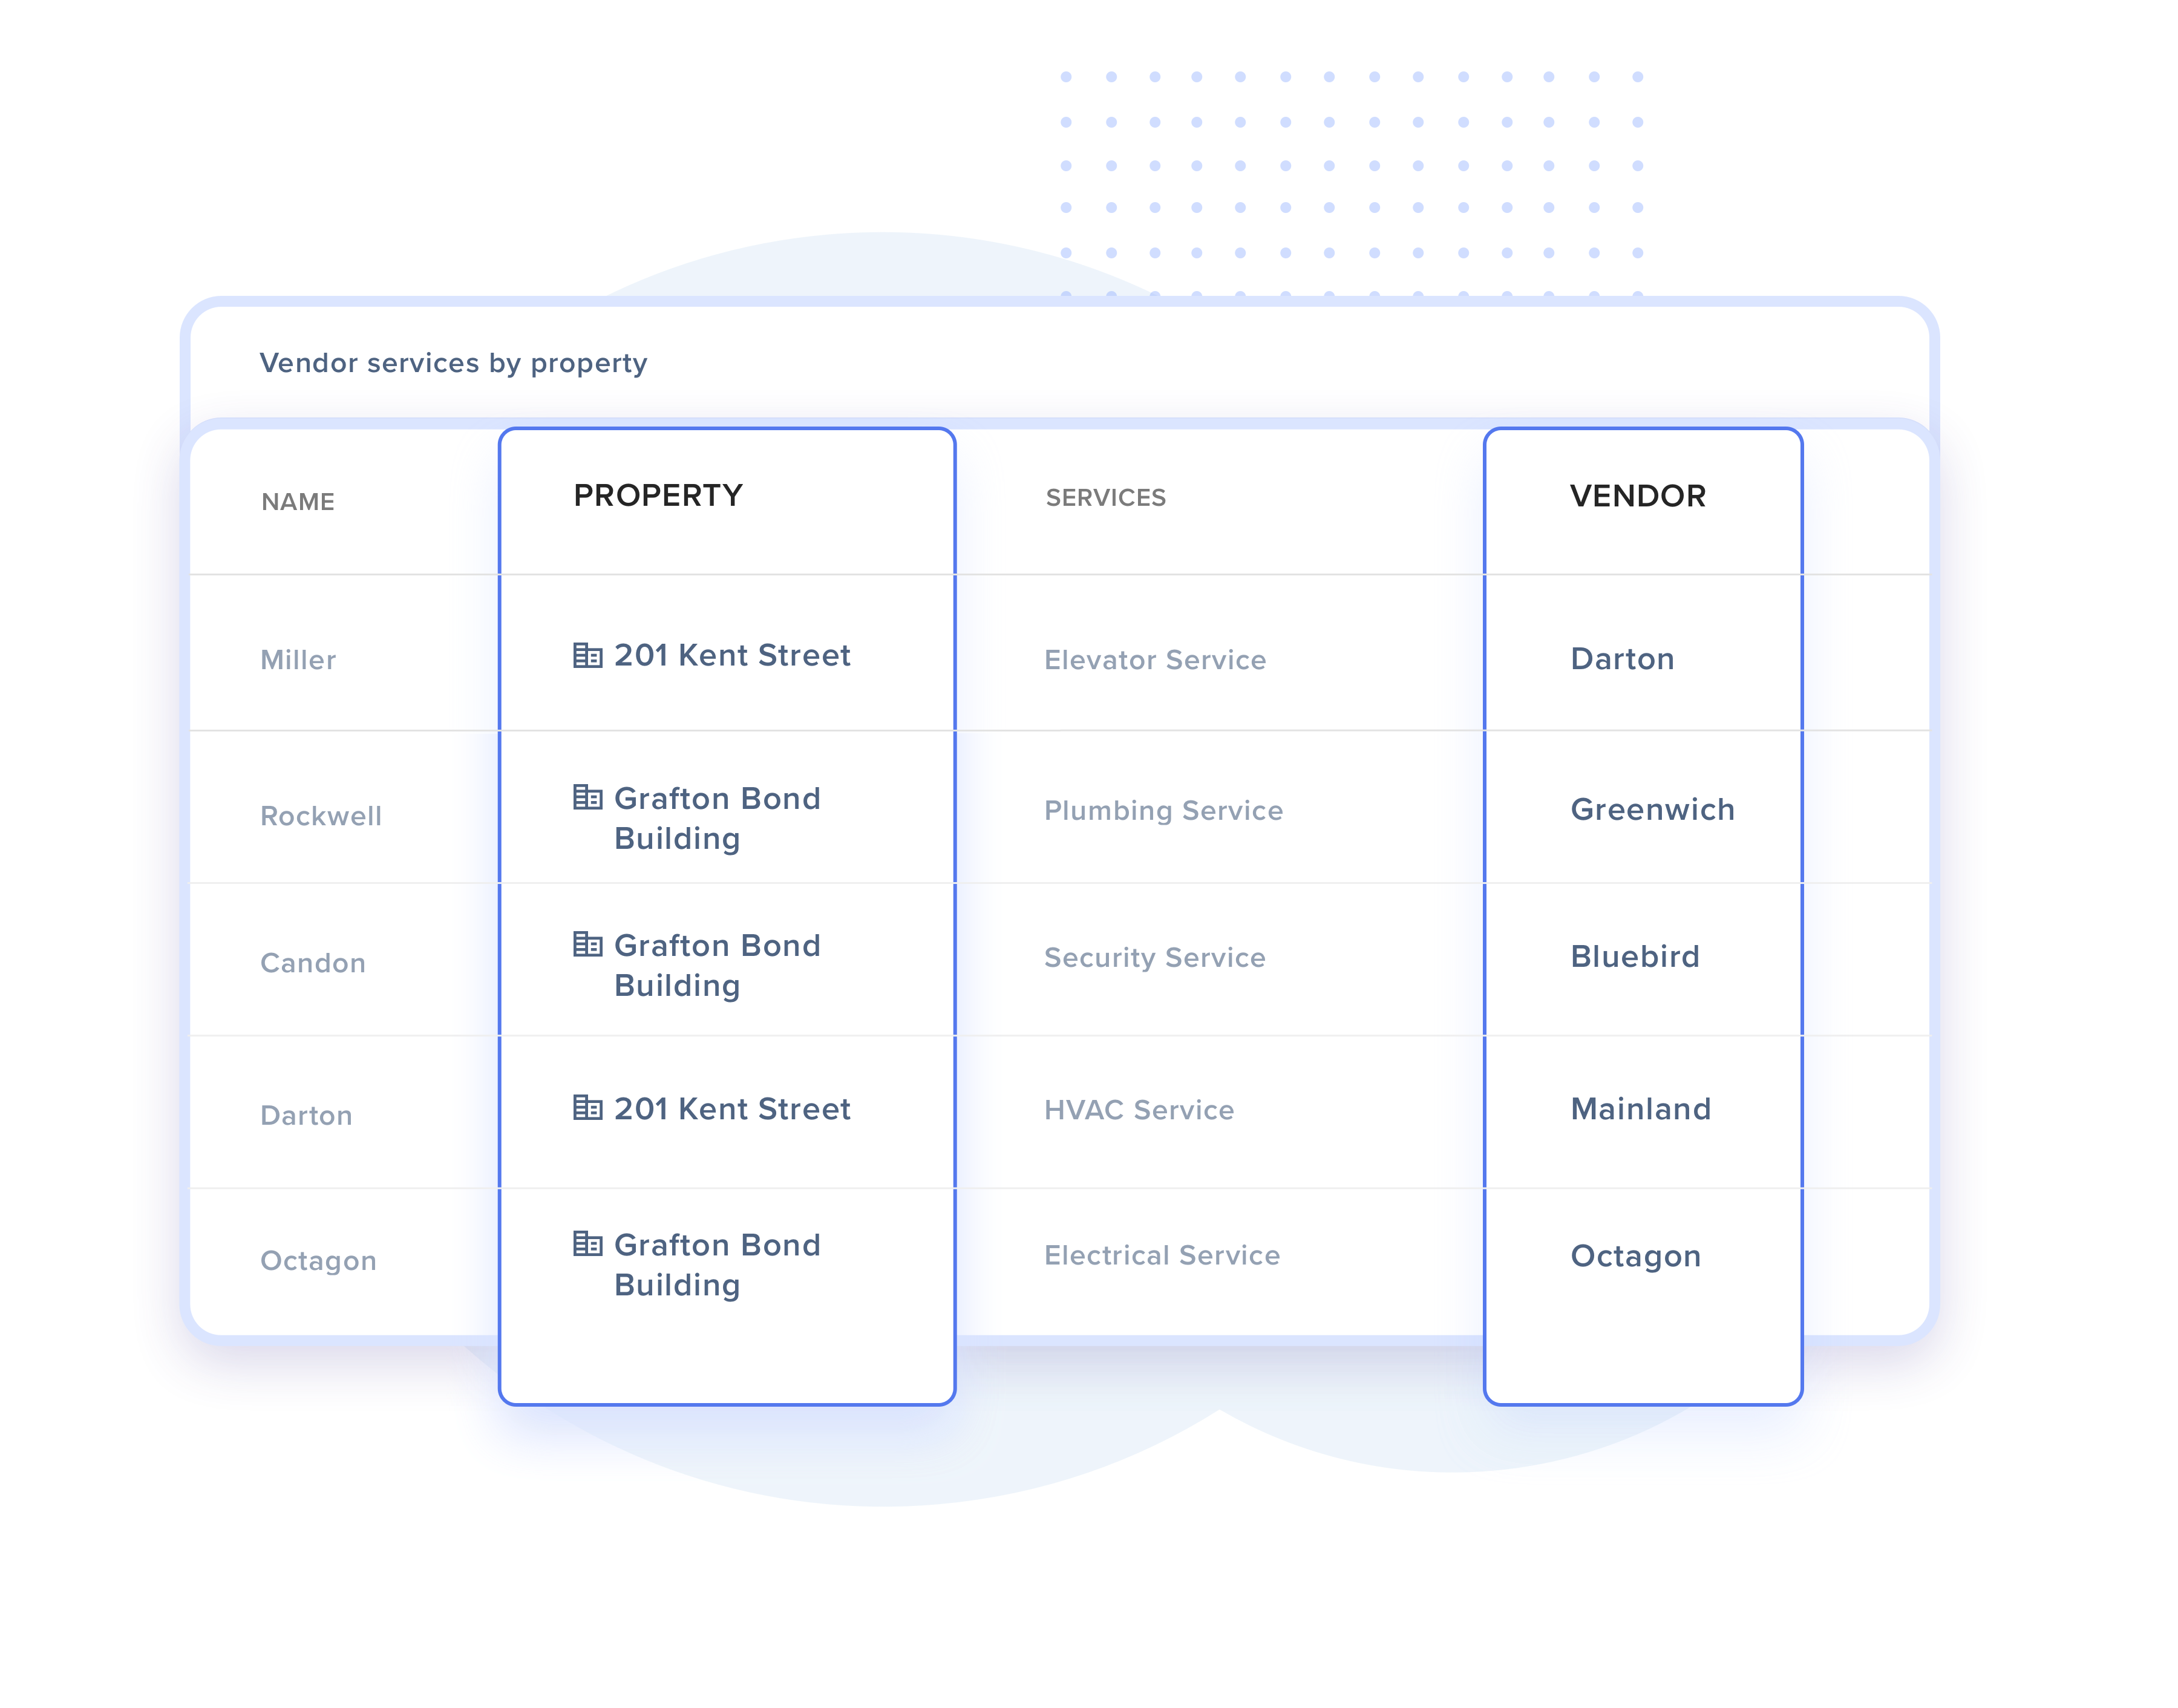 Vendor services by property
NAME PROPERTY SERVICES VENDOR
Miller 201 Kent Street Elevator Service Darton
Rockwell Grafton Bond Building Plumbing Service Greenwich
Candon Grafton Bond Building Security Service Bluebird
Darton 201 Kent Street HVAC Service Mainland
Octagon Grafton Bond Building Electrical Service Octagon